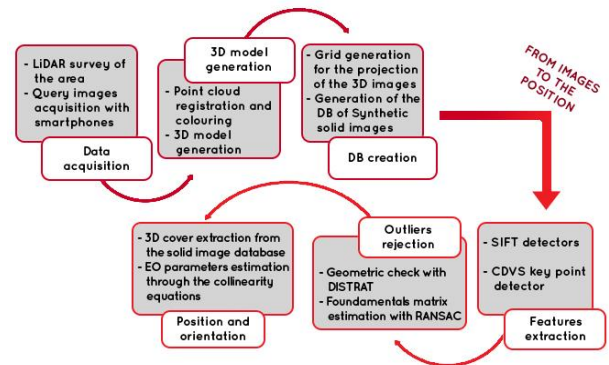 - LiDAR survey of
the area
- Query images
acquisition with
smartphones
Data
acquisition
3D model
generation
- Point cloud
registration and
colouring
- 3D model
generation
- Grid generation
for the projection
of the 3D images
- Generation of the
DB of Synthetic
solid images
DB creation
FROM IMAGES
TO THE
POSITION
- SIFT detectors
- CDVS key point
detector
Features
extraction
Outliers
rejection
- Geometric check with
DISTRAT
- Foundamentals matrix
estimation with RANSAC
- 3D cover extraction from
the solid image database
- EO parameters estimation
through the collinearity
equations
Position and
orientation